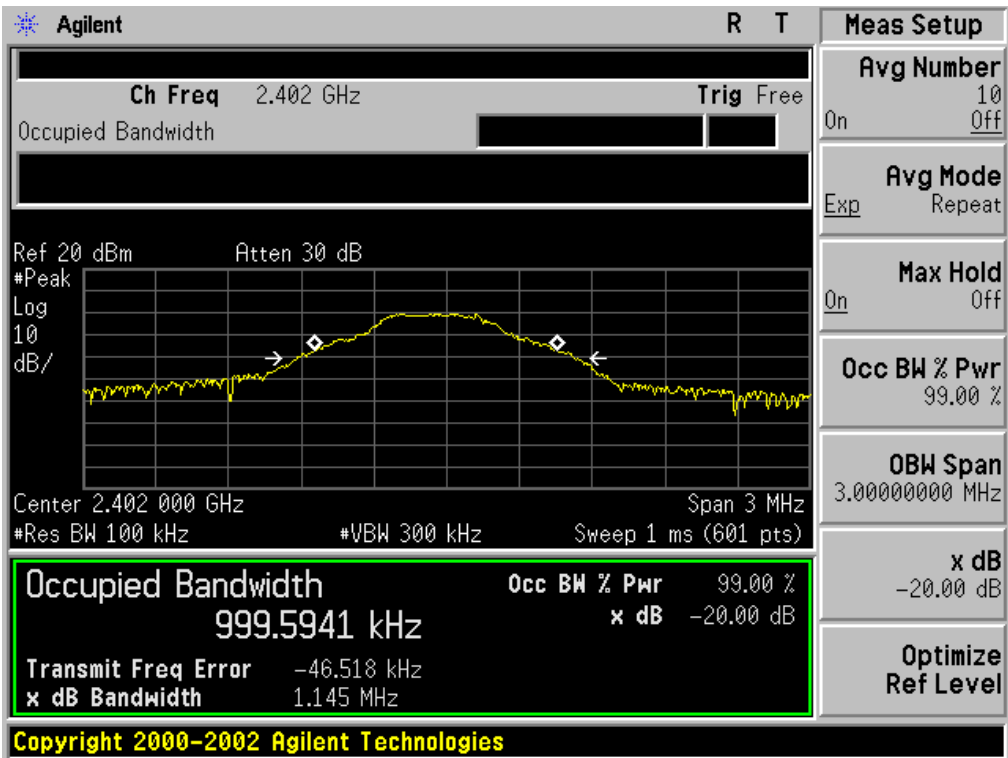 Agilent R T
Ch Freq 2.402 GHz Trig Free
Occupied Bandwidth
Ref 20 dBm Atten 30 dB
#Peak
Log
10
dB/
Center 2.402 000 GHz Span 3 MHz
#Res BW 100 kHz #VBW 300 kHz Sweep 1 ms (601 pts)
Occupied Bandwidth
999.5941 kHz
Occ BW % Pwr 99.00 %
x dB -20.00 dB
Transmit Freq Error -46.518 kHz
x dB Bandwidth 1.145 MHz
Copyright 2000-2002 Agilent Technologies
Meas Setup
Avg Number
10
On Off
Avg Mode
Exp Repeat
Max Hold
On Off
Occ BW % Pwr
99.00 %
OBW Span
3.00000000 MHz
x dB
-20.00 dB
Optimize
Ref Level